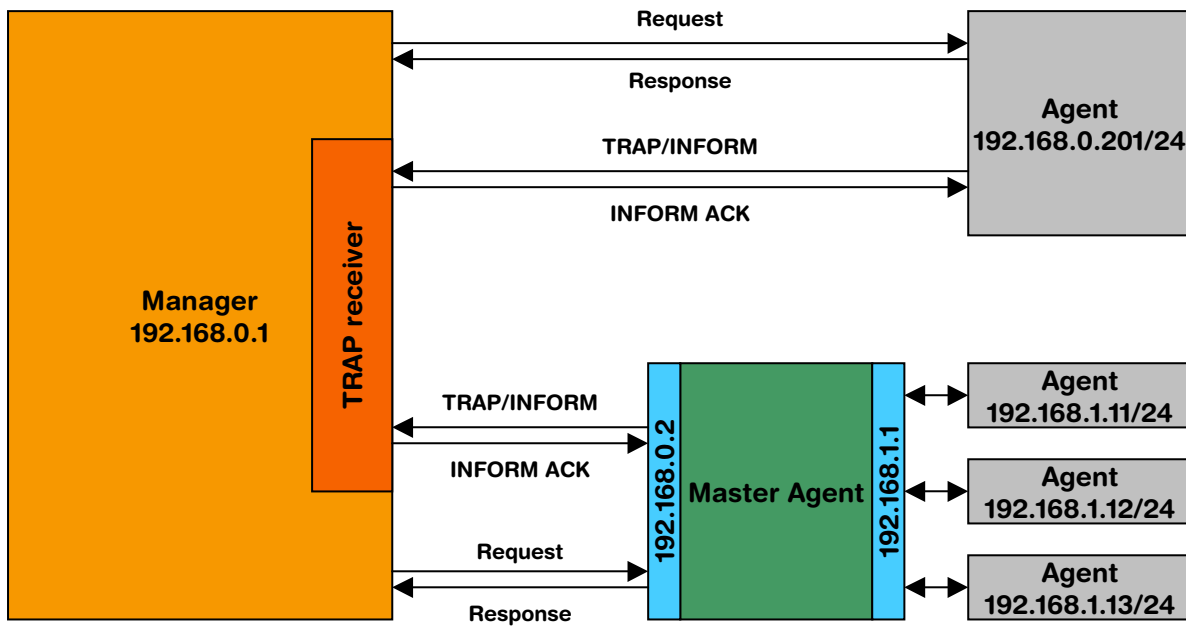 Request
Response
Agent
192.168.0.201/24
TRAP/INFORM
INFORM ACK
Manager
192.168.0.1
TRAP receiver
TRAP/INFORM
INFORM ACK
Request
Response
192.168.0.2
Master Agent
192.168.1.1
Agent
192.168.1.11/24
Agent
192.168.1.12/24
Agent
192.168.1.13/24